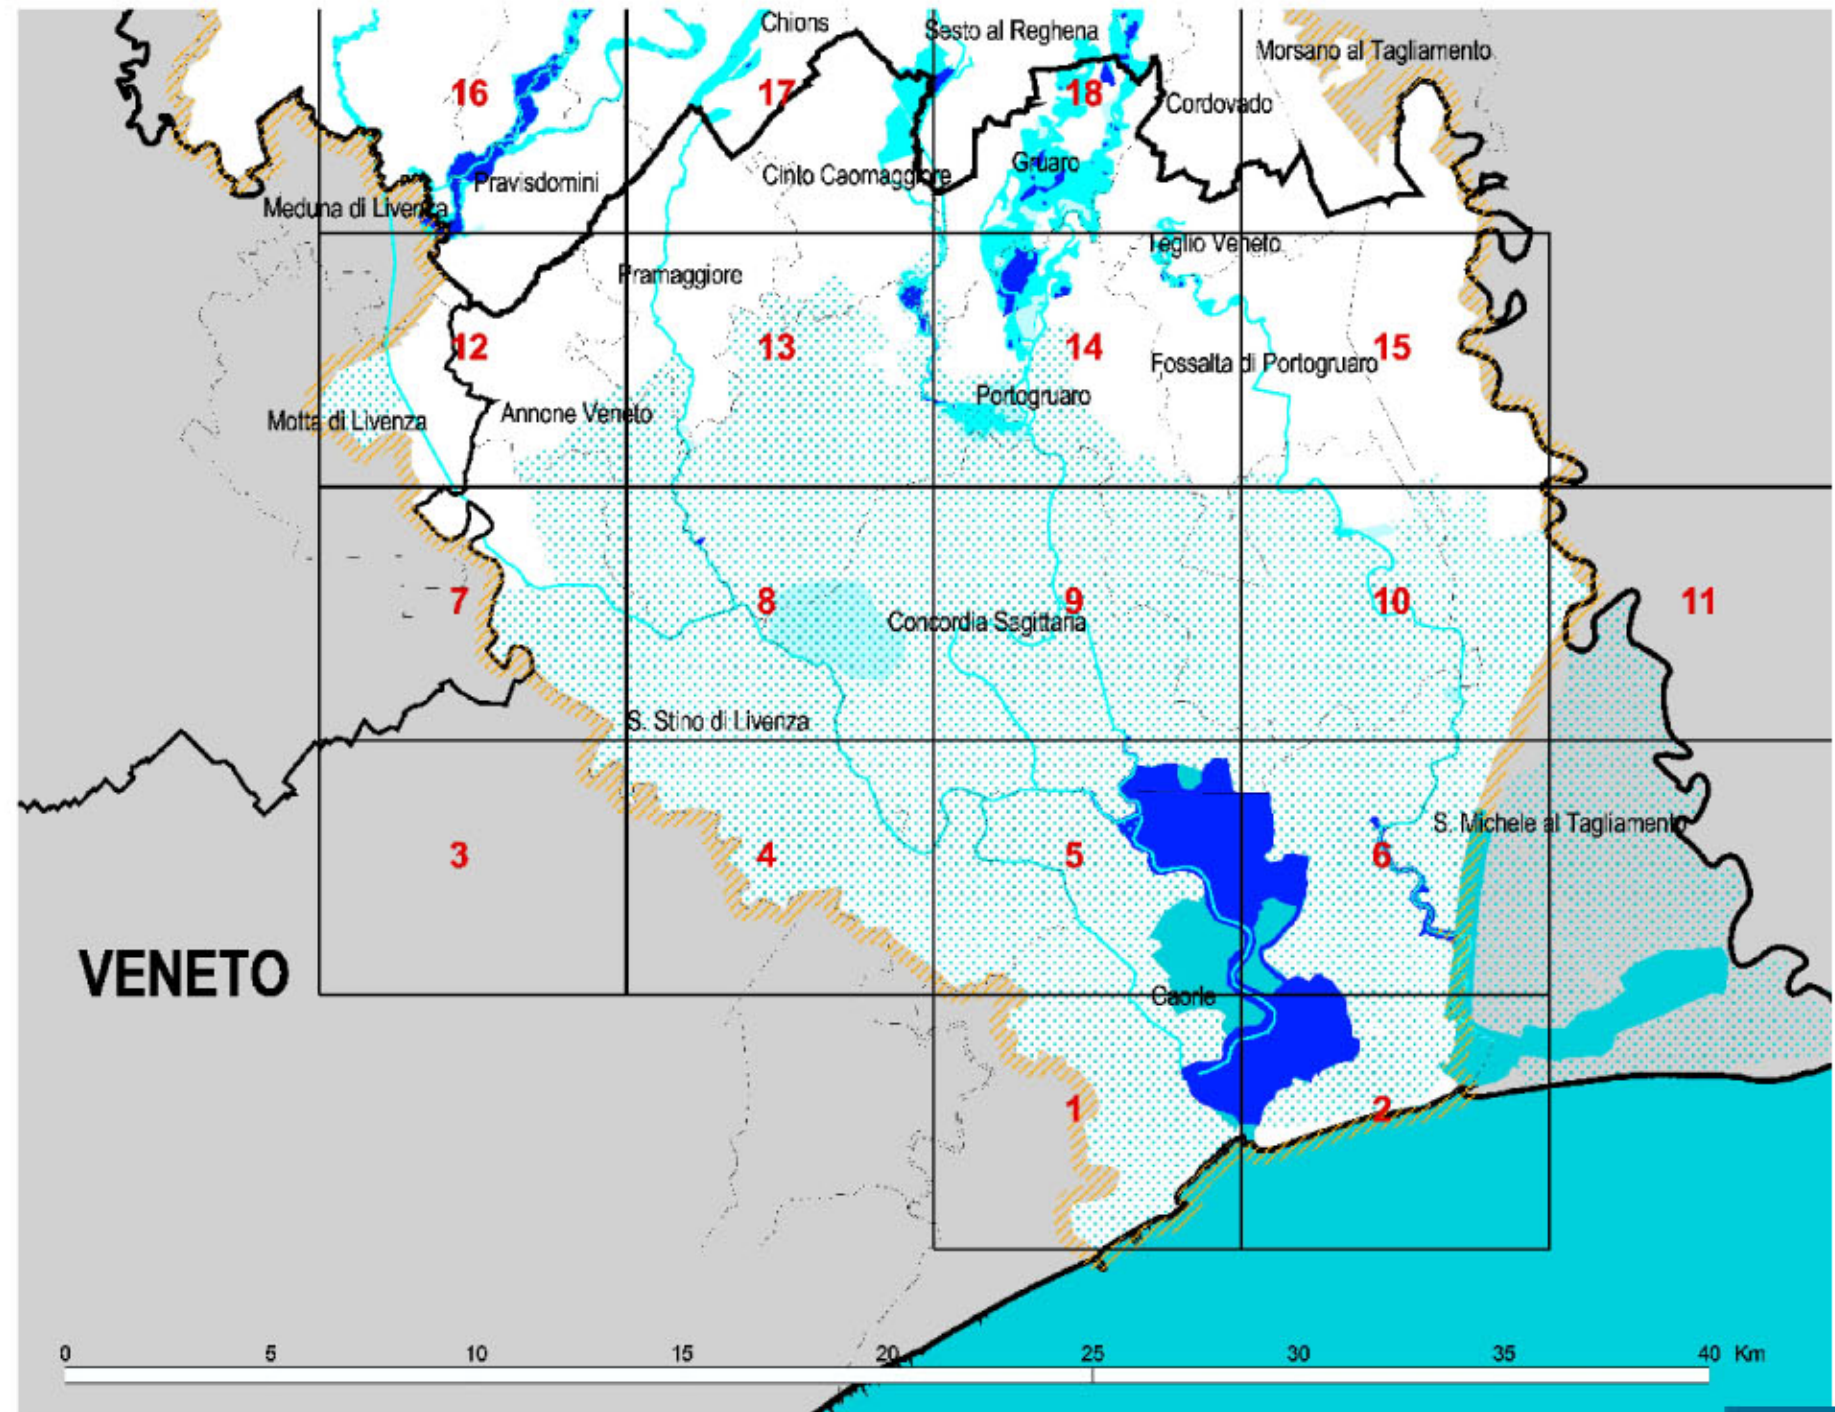 Chions
Sesto al Reghena
Morsano al Tagliamento
16
17
18
Cordovado
Gruaro
Pravisdomini
Cinto Caomaggiore
Meduna di Livenza
Teglio Veneto
Pramaggiore
12
13
14
15
Fossalta di Portogruaro
Portogruaro
Annone Veneto
Motta di Livenza
7
8
9
10
11
Concordia Sagittaria
S. Stino di Livenza
S. Michele al Tagliamento
3
4
5
6
VENETO
Caorle
1
2
0 5 10 15 20 25 30 35 40 Km